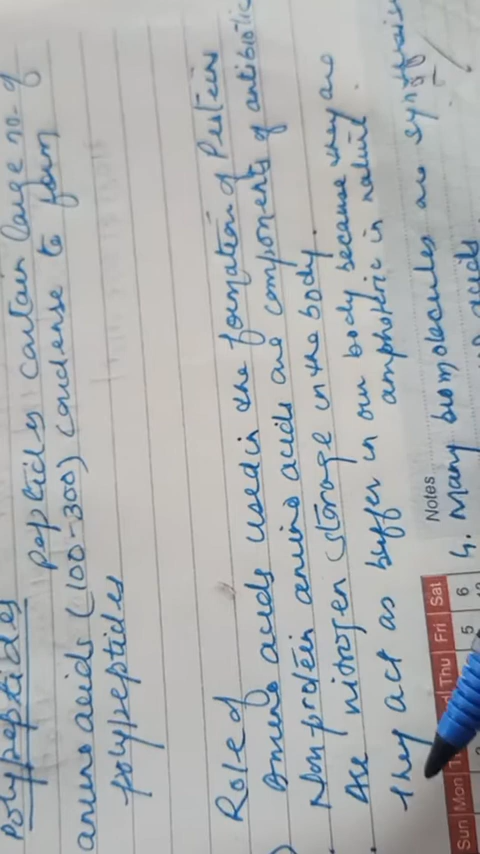 Polypeptides peptides contain large no. of
amino acids (100-300) condense to form
polypeptides
Role of
Amino acids used in the formation of Proteins
Non protein amino acids are components of antibiotic
Are nitrogen storage in the body.
They act as buffer in our body because they are
amphoteric in nature.
Notes
4. Many biomolecules are
acids
Sun Mon Thu Fri Sat
5 6